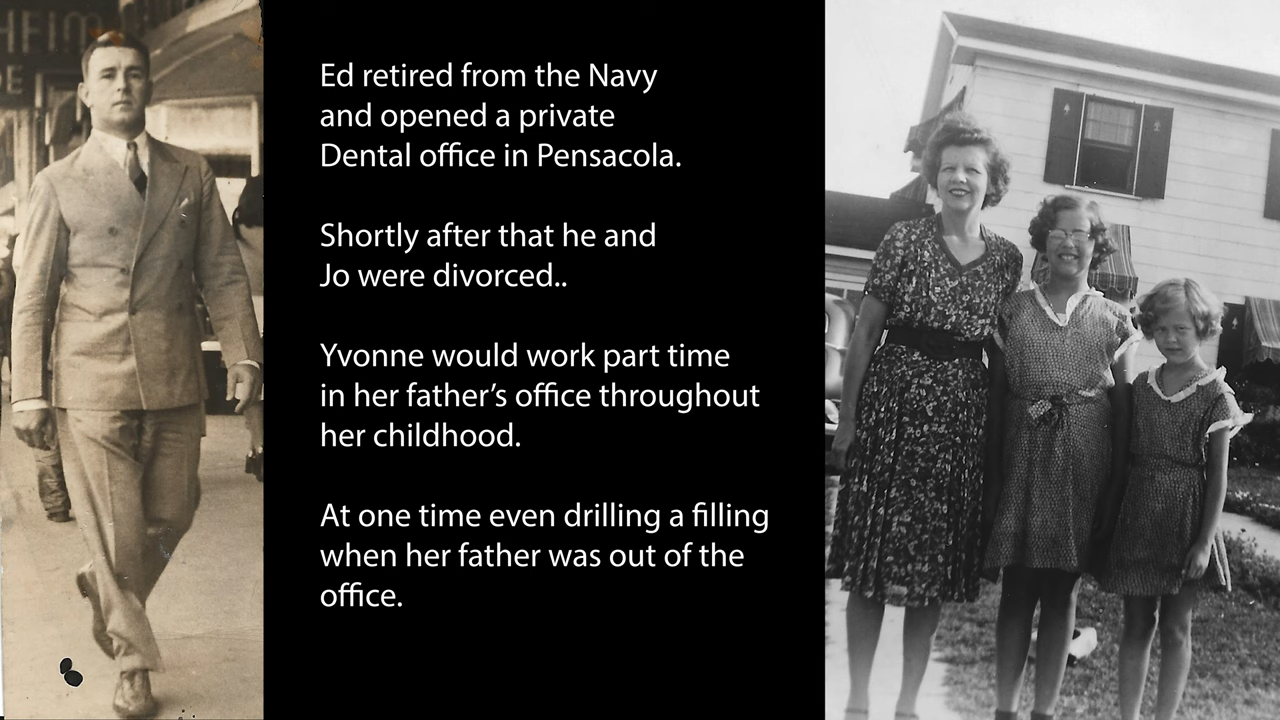 HEIM
Ed retired from the Navy
and opened a private
Dental office in Pensacola.
Shortly after that he and
Jo were divorced..
Yvonne would work part time
in her father’s office throughout
her childhood.
At one time even drilling a filling
when her father was out of the
office.